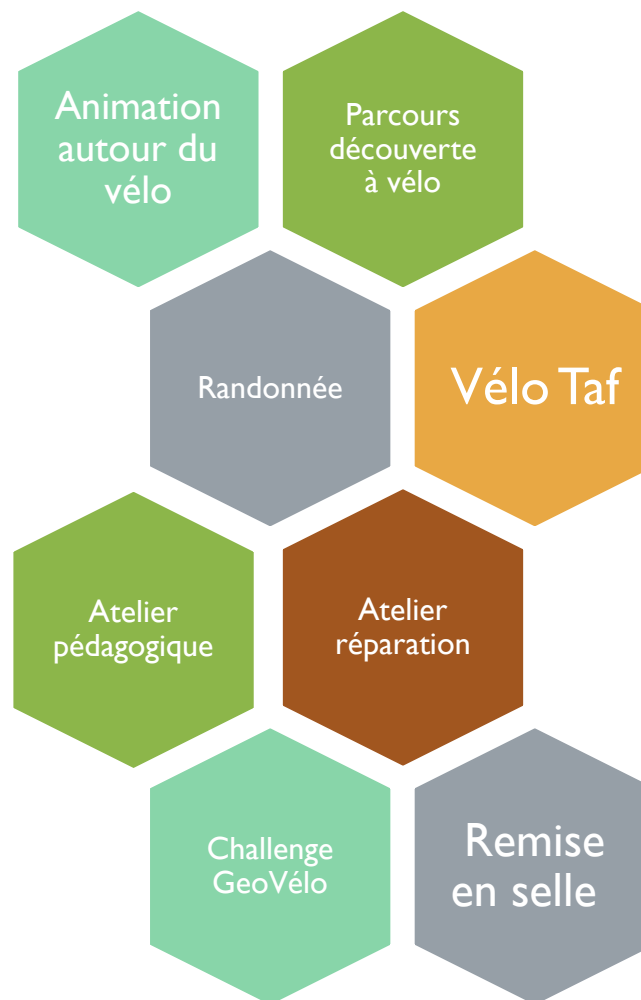 Animation
autour du
vélo
Parcours
découverte
à vélo
Randonnée
Vélo Taf
Atelier
pédagogique
Atelier
réparation
Challenge
GeoVélo
Remise
en selle